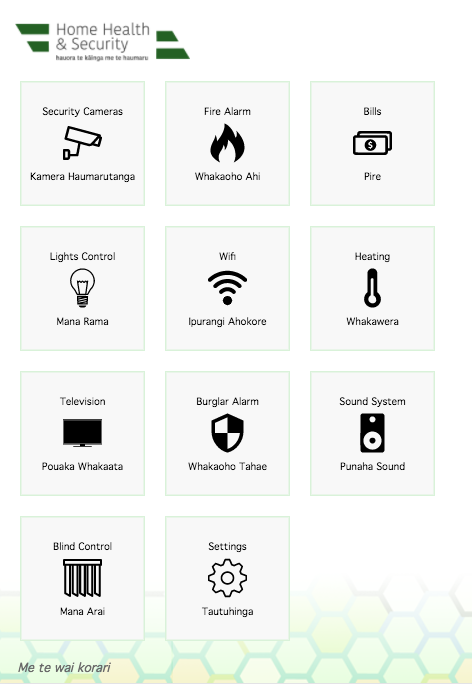 Home Health
& Security
hauora te kāinga me te haumaru
Security Cameras
Kamera Haumarutanga
Fire Alarm
Whakaoho Ahi
Bills
$
Pire
Lights Control
Mana Rama
Wifi
Ipurangi Ahokore
Heating
Whakawera
Television
Pouaka Whakaata
Burglar Alarm
Whakaoho Tahae
Sound System
Punaha Sound
Blind Control
Mana Arai
Settings
Tautuhinga
Me te wai korari